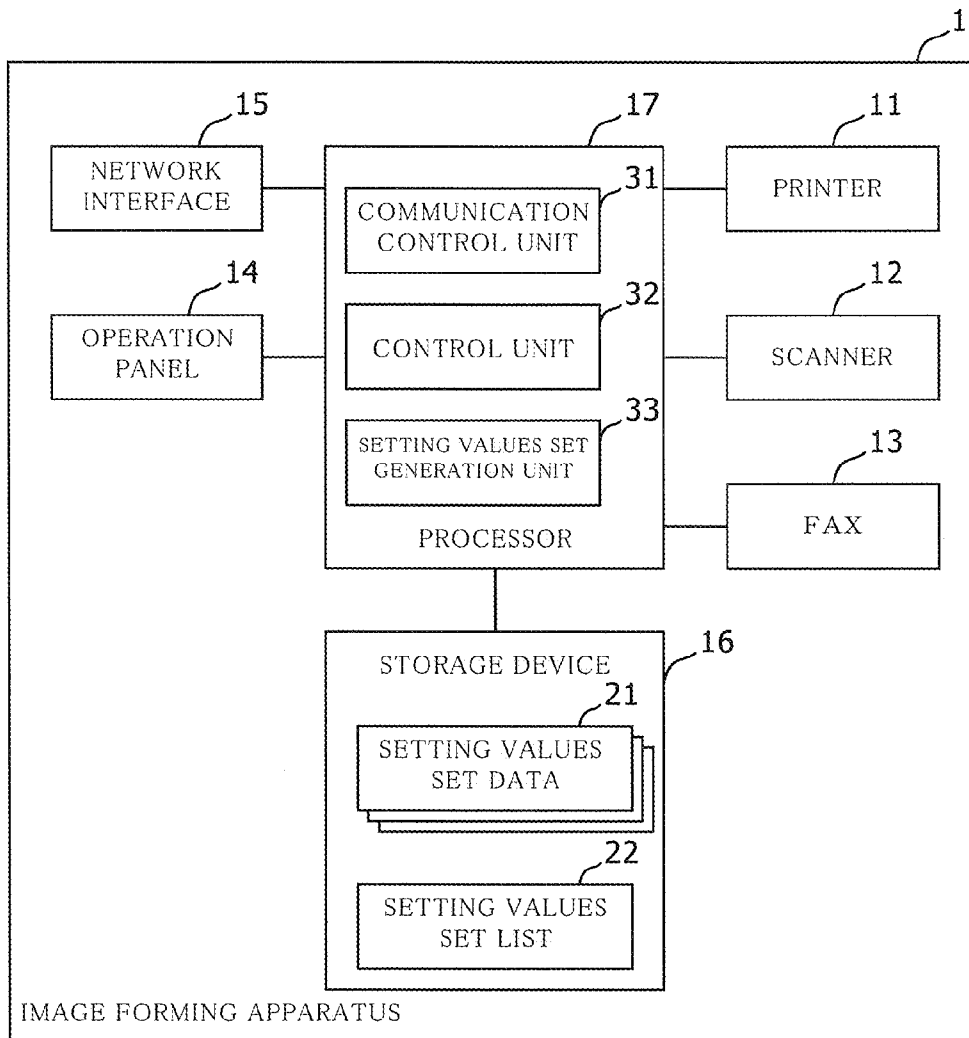 1
15
17
11
NETWORK
INTERFACE
31
COMMUNICATION
CONTROL UNIT
PRINTER
14
32
12
OPERATION
PANEL
CONTROL UNIT
SCANNER
33
13
SETTING VALUES SET
GENERATION UNIT
PROCESSOR
FAX
16
STORAGE DEVICE
21
SETTING VALUES
SET DATA
22
SETTING VALUES
SET LIST
IMAGE FORMING APPARATUS